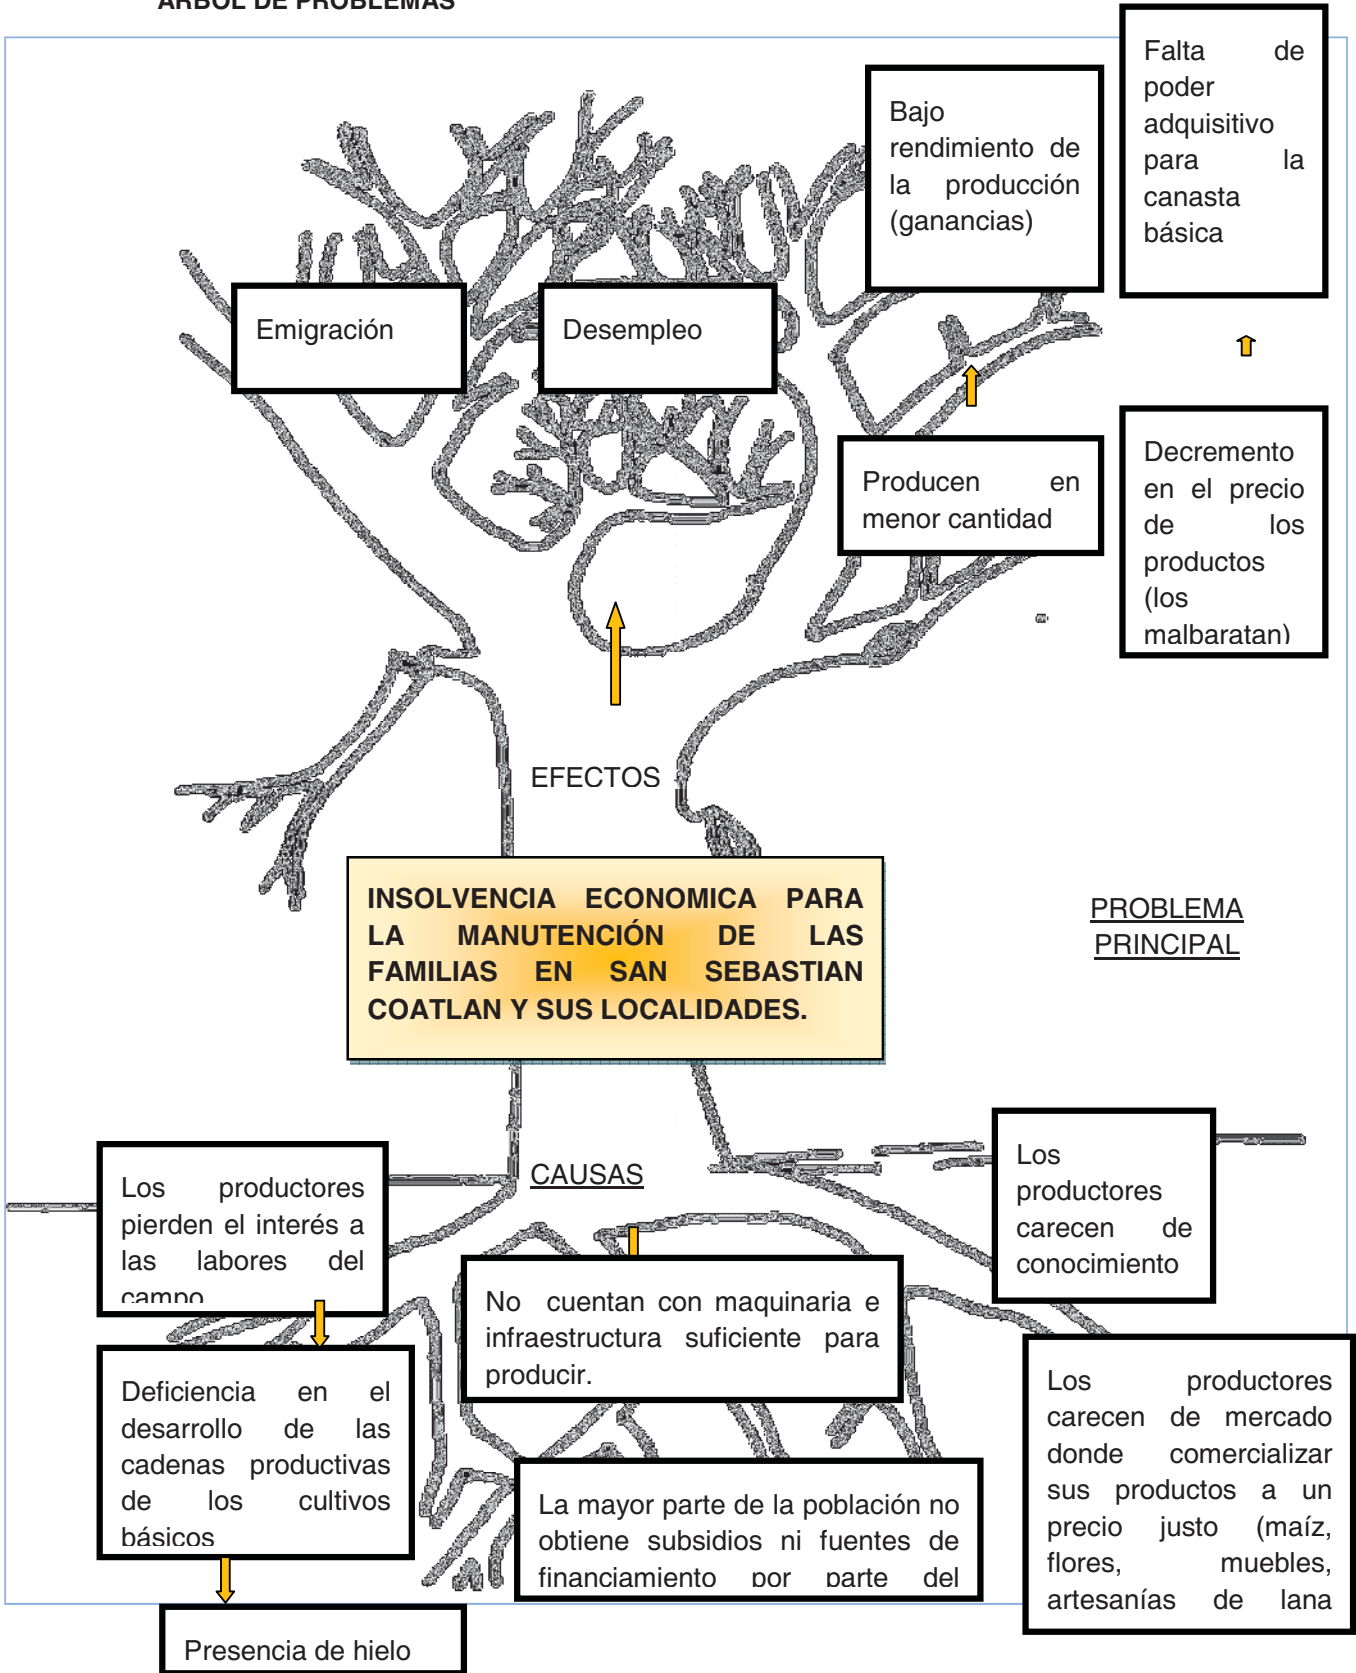 ARBOL DE PROBLEMAS
Falta de
poder
adquisitivo
para la
canasta
básica
Bajo
rendimiento de
la producción
(ganancias)
Emigración
Desempleo
Producen en
menor cantidad
Decremento
en el precio
de los
productos
(los
malbaratan)
EFECTOS
INSOLVENCIA ECONOMICA PARA
LA MANUTENCIÓN DE LAS
FAMILIAS EN SAN SEBASTIAN
COATLAN Y SUS LOCALIDADES.
PROBLEMA
PRINCIPAL
CAUSAS
Los productores
pierden el interés a
las labores del
campo
Los
productores
carecen de
conocimiento
No cuentan con maquinaria e
infraestructura suficiente para
producir.
Deficiencia en el
desarrollo de las
cadenas productivas
de los cultivos
básicos
Los productores
carecen de mercado
donde comercializar
sus productos a un
precio justo (maíz,
flores, muebles,
artesanías de lana
La mayor parte de la población no
obtiene subsidios ni fuentes de
financiamiento por parte del
Presencia de hielo